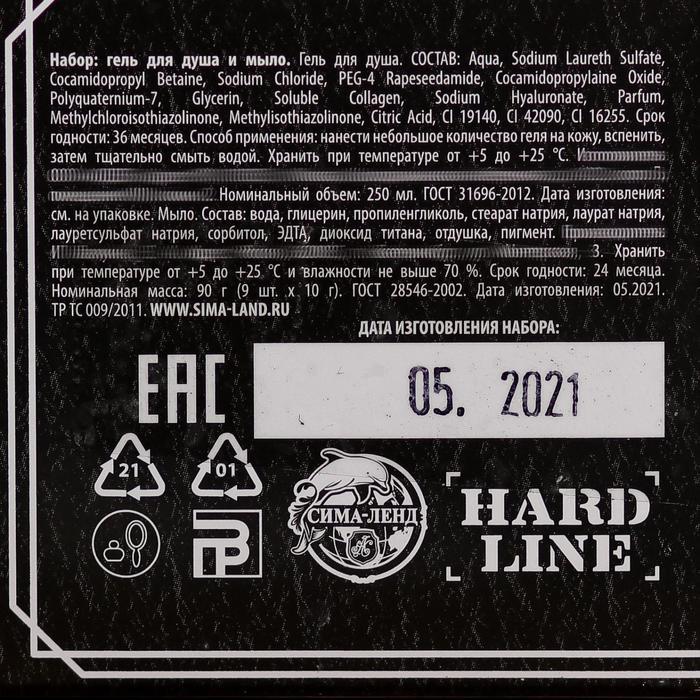 Набор: гель для душа и мыло. Гель для душа. СОСТАВ: Aqua, Sodium Laureth Sulfate,
Cocamidopropyl Betaine, Sodium Chloride, PEG-4 Rapeseedamide, Cocamidopropylaine Oxide,
Polyquaternium-7, Glycerin, Soluble Collagen, Sodium Hyaluronate, Parfum,
Methylchloroisothiazolinone, Methylisothiazolinone, Citric Acid, CI 19140, CI 42090, CI 16255. Срок
годности: 36 месяцев. Способ применения: нанести небольшое количество геля на кожу, вспенить,
затем тщательно смыть водой. Хранить при температуре от +5 до +25 °C.
Номинальный объем: 250 мл. ГОСТ 31696-2012. Дата изготовления:
см. на упаковке. Мыло. Состав: вода, глицерин, пропиленгликоль, стеарат натрия, лаурат натрия,
лауретсульфат натрия, сорбитол, ЭДТА, диоксид титана, отдушка, пигмент.
3. Хранить
при температуре от +5 до +25 °C и влажности не выше 70 %. Срок годности: 24 месяца.
Номинальная масса: 90 г (9 шт. х 10 г). ГОСТ 28546-2002. Дата изготовления: 05.2021.
ТР ТС 009/2011. WWW.SIMA-LAND.RU
ДАТА ИЗГОТОВЛЕНИЯ НАБОРА:
EAC
05. 2021
21
01
СИМА-ЛЕНД
HARD
LINE